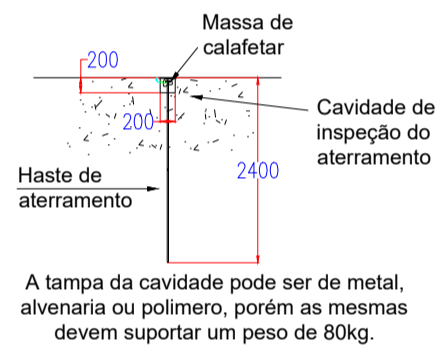 Massa de
calafetar
200
Cavidade de
inspeção do
aterramento
200
2400
Haste de
aterramento
A tampa da cavidade pode ser de metal,
alvenaria ou polimero, porém as mesmas
devem suportar um peso de 80kg.